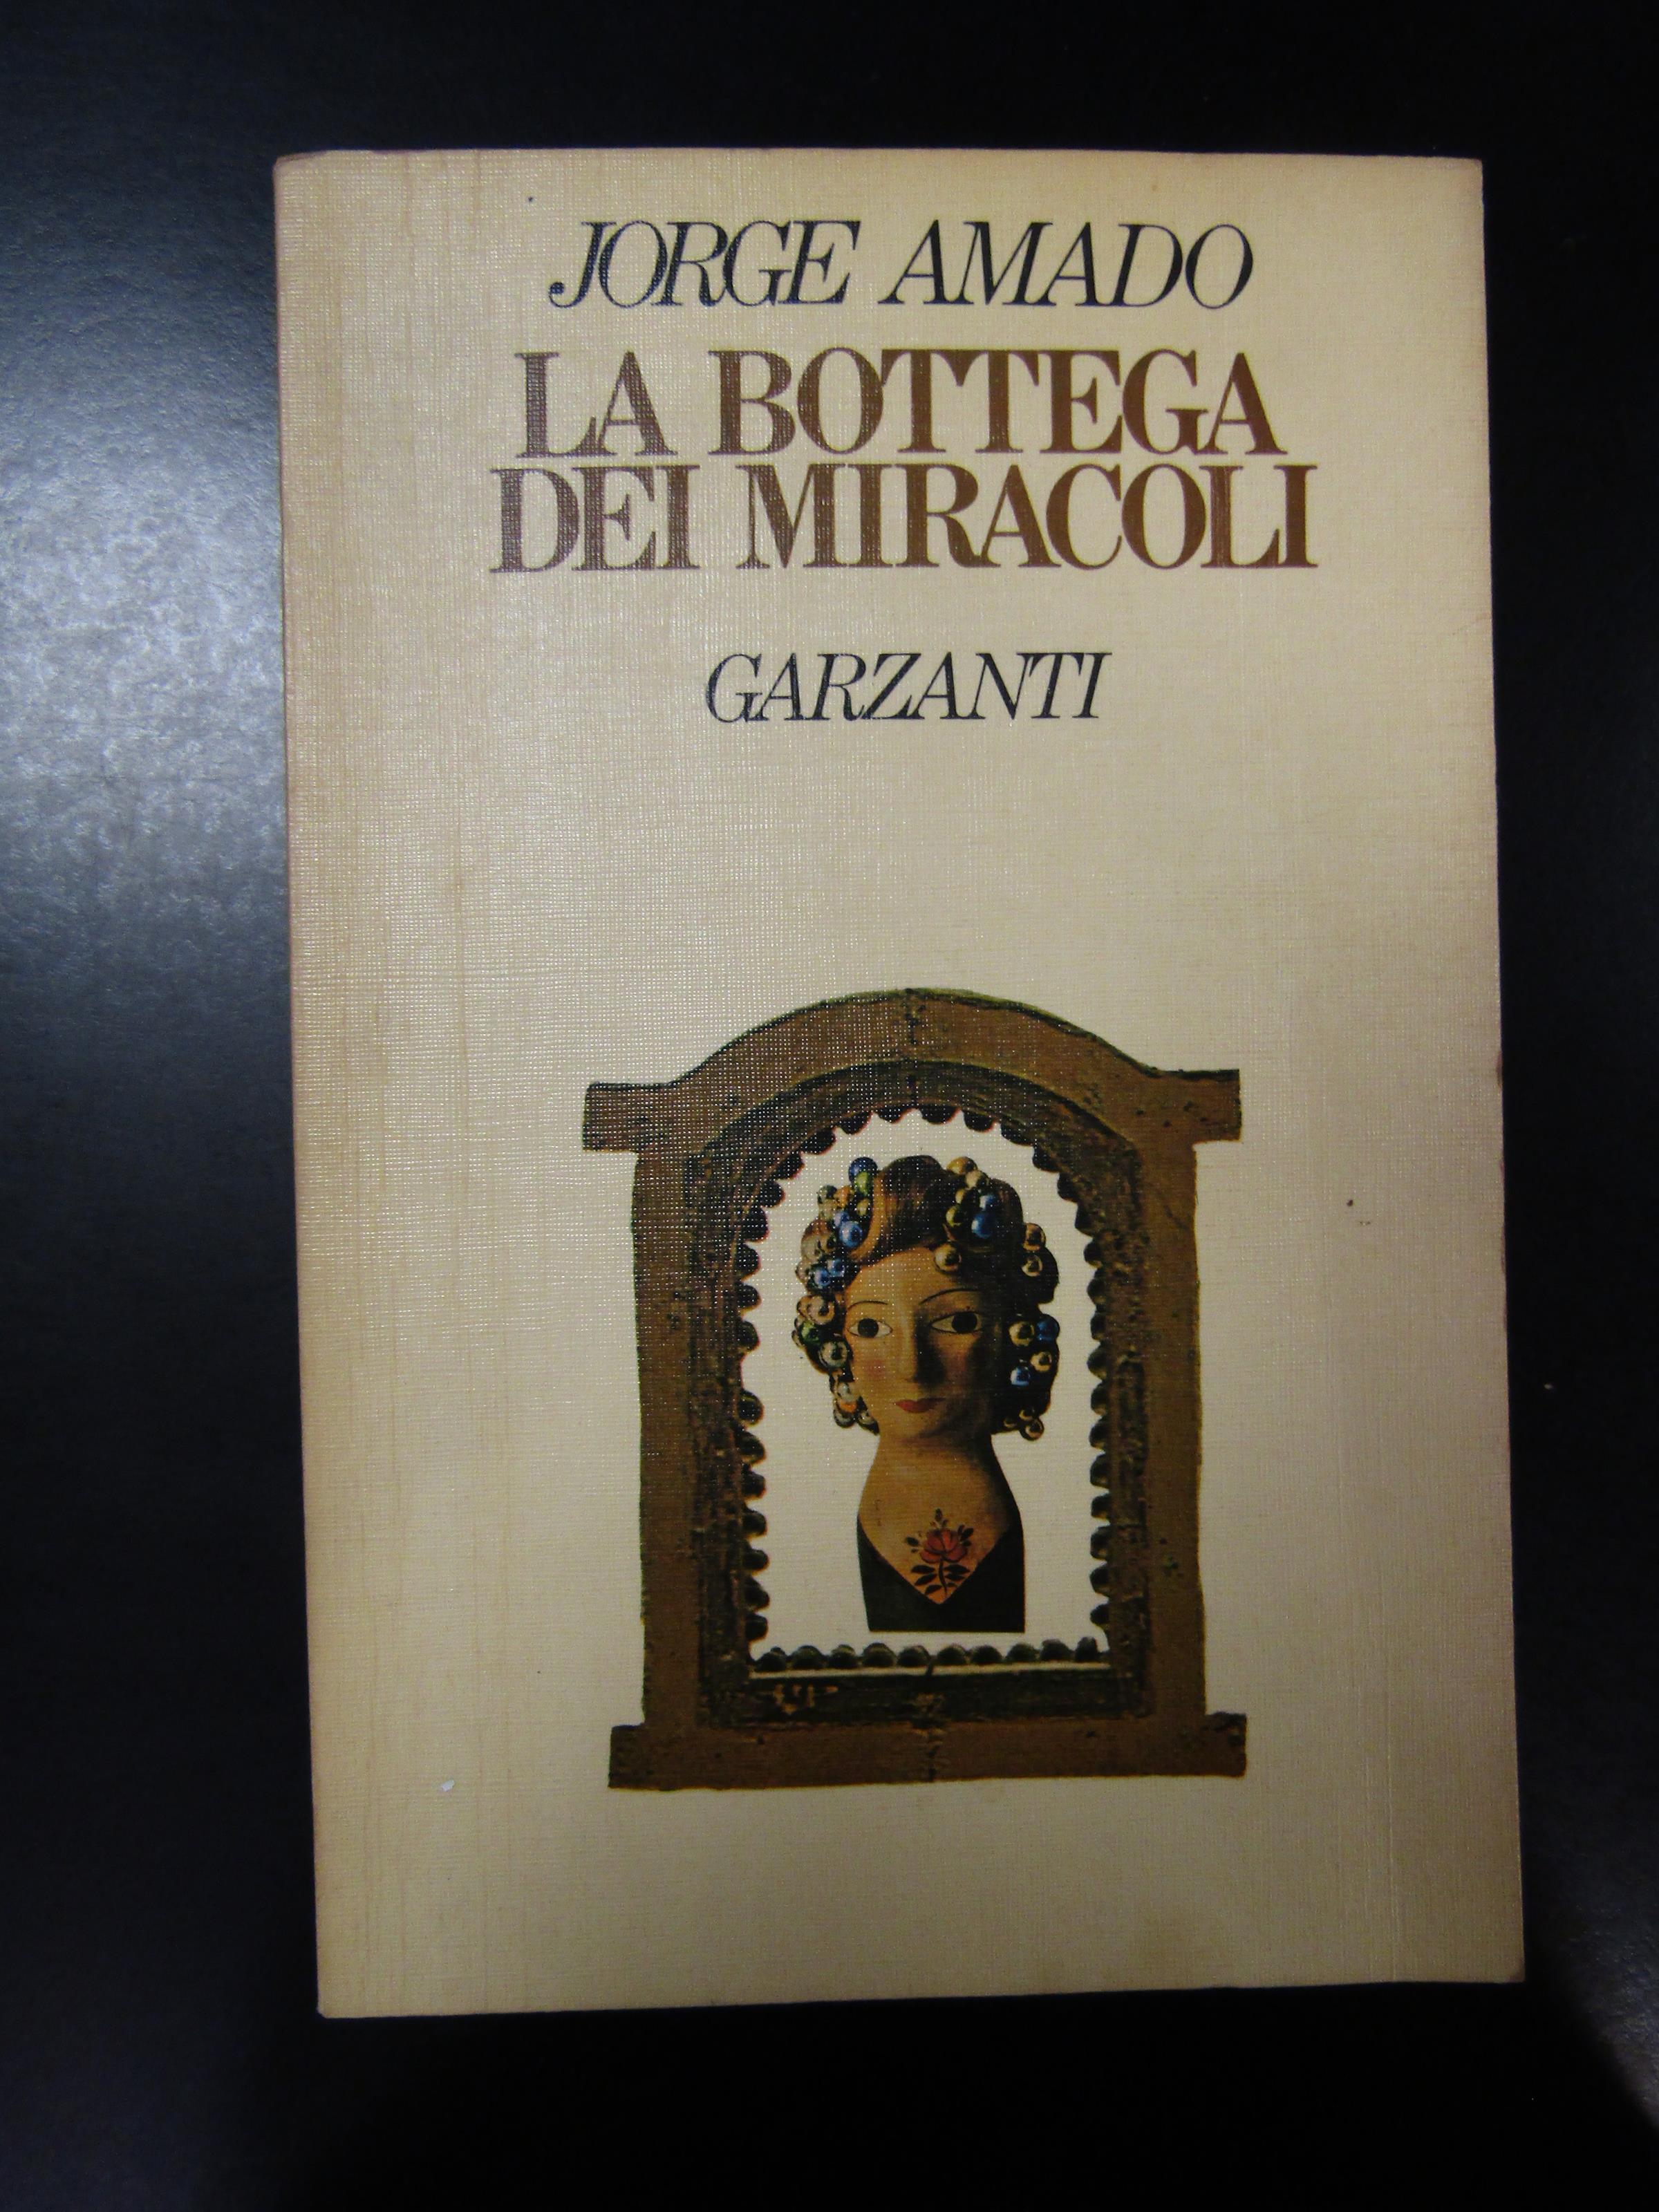 JORGE AMADO
LA BOTTEGA
DEI MIRACOLI
GARZANTI